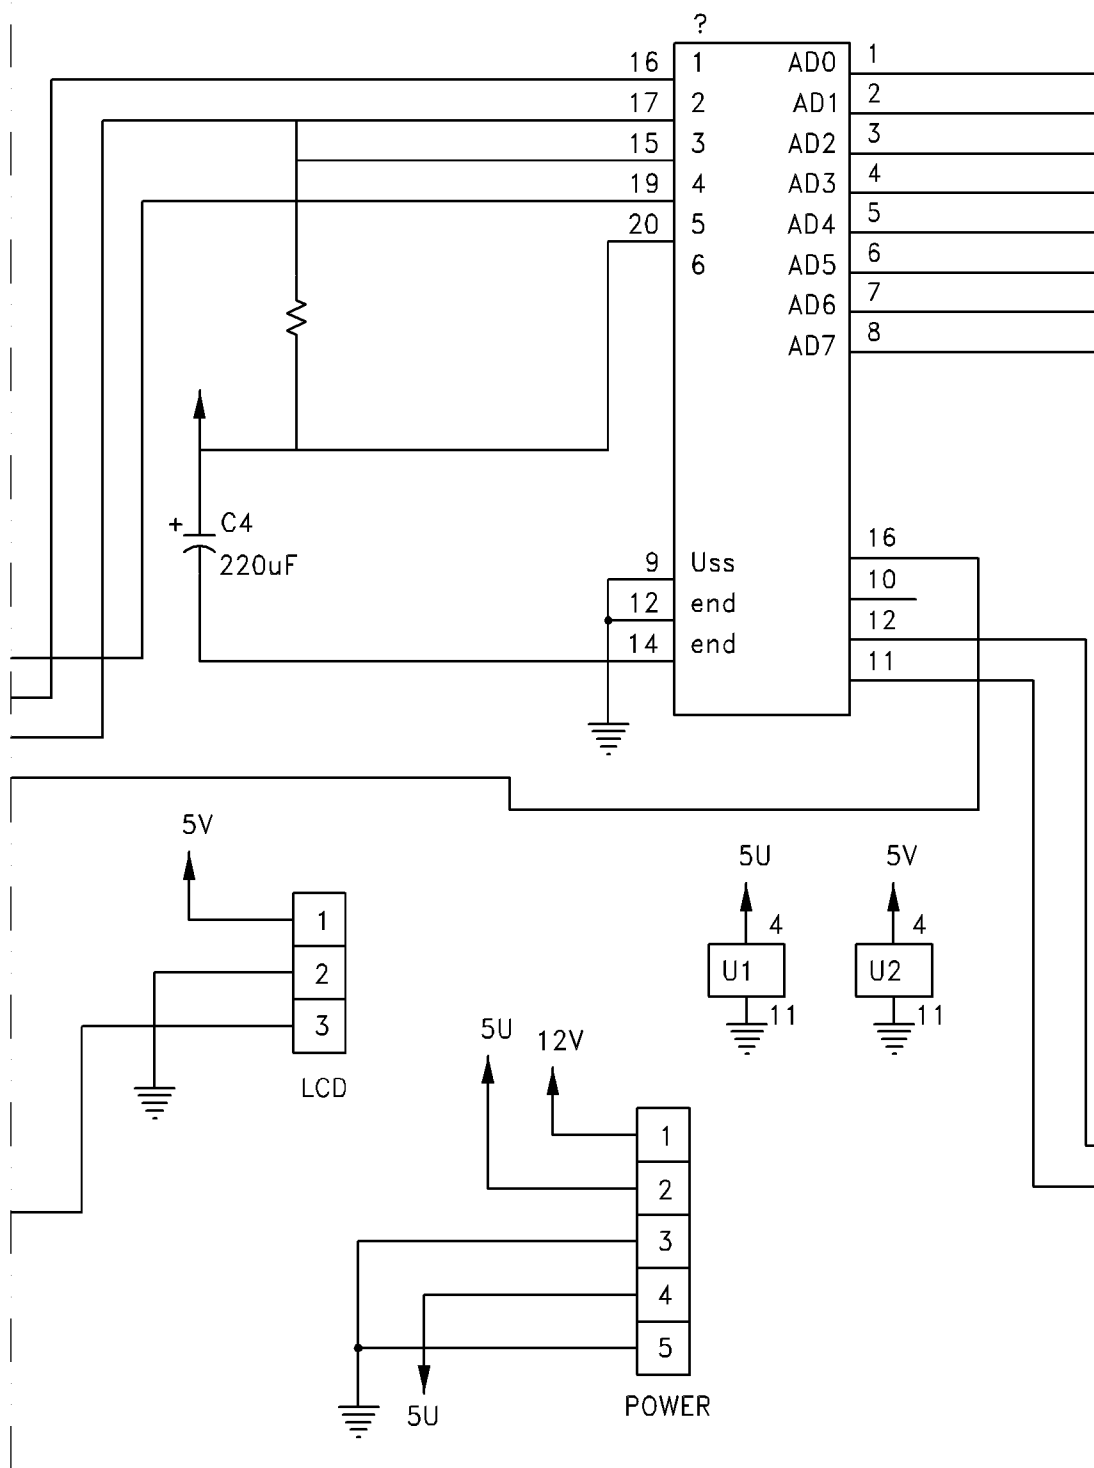 ?
16 1 AD0 1
17 2 AD1 2
15 3 AD2 3
19 4 AD3 4
20 5 AD4 5
6 AD5 6
AD6 7
AD7 8
+ C4
220uF
16
9 Uss
10
12 end
12
14 end
11
5V
5U
5V
1
4
4
2
U1
U2
3
11
11
5U
12V
LCD
1
2
3
4
5
5U
POWER